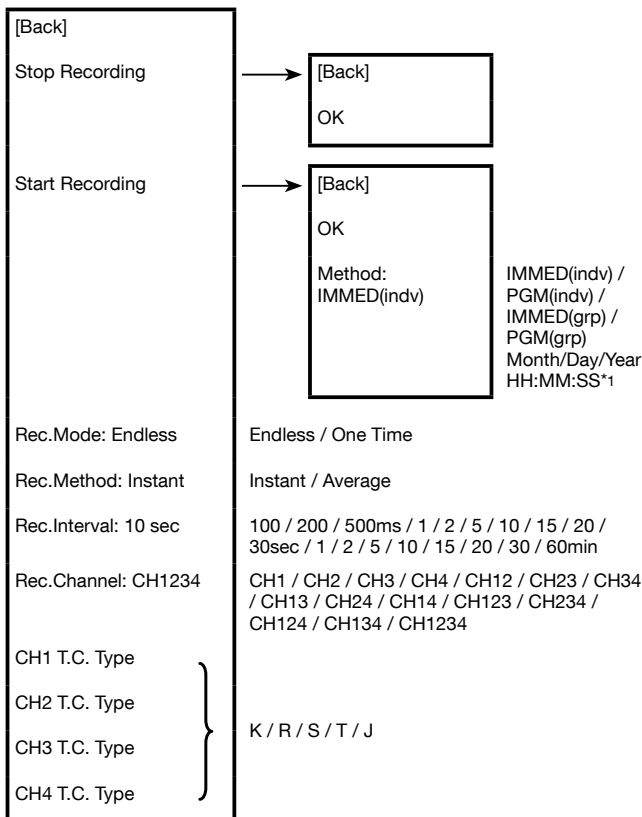 [Back]
Stop Recording
[Back]
OK
Start Recording
[Back]
OK
Method:
IMMED(indv)
IMMED(indv) /
PGM(indv) /
IMMED(grp) /
PGM(grp)
Month/Day/Year
HH:MM:SS*1
Rec.Mode: Endless
Endless / One Time
Rec.Method: Instant
Instant / Average
Rec.Interval: 10 sec
100 / 200 / 500ms / 1 / 2 / 5 / 10 / 15 / 20 /
30sec / 1 / 2 / 5 / 10 / 15 / 20 / 30 / 60min
Rec.Channel: CH1234
CH1 / CH2 / CH3 / CH4 / CH12 / CH23 / CH34
/ CH13 / CH24 / CH14 / CH123 / CH234 /
CH124 / CH134 / CH1234
CH1 T.C. Type
CH2 T.C. Type
CH3 T.C. Type
CH4 T.C. Type
K / R / S / T / J